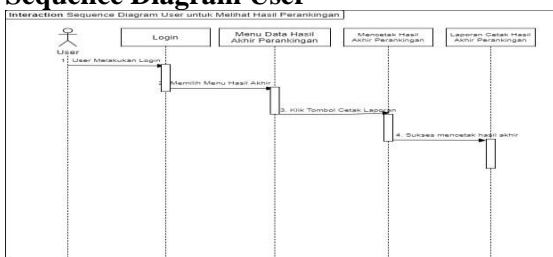 Sequence Diagram User
Interaction Sequence Diagram User untuk Melihat Hasil Perankingan
User
Login
Menu Data Hasil
Akhir Perankingan
Mencetak Hasil
Akhir Perankingan
Laporan Cetak Hasil
Akhir Perankingan
1. User Melakukan Login
2. Memilih Menu Hasil Akhir
3. Klik Tombol Cetak Laporan
4. Sukses mencetak hasil akhir